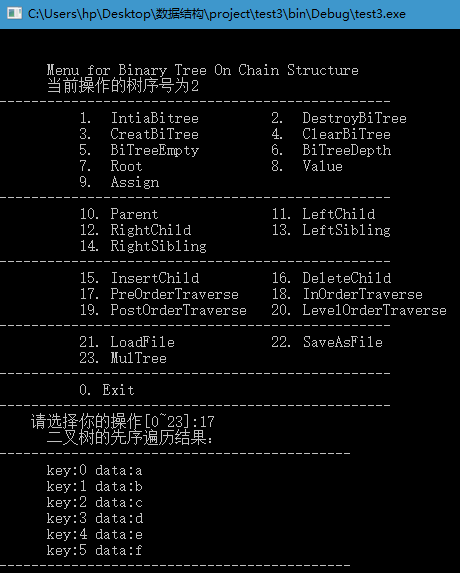 C:\Users\hp\Desktop\数据结构\project\test3\bin\Debug\test3.exe
Menu for Binary Tree On Chain Structure
当前操作的树序号为2
-------------------------------------------------
1. IntiaBitree 2. DestroyBiTree
3. CreatBiTree 4. ClearBiTree
5. BiTreeEmpty 6. BiTreeDepth
7. Root 8. Value
9. Assign
-------------------------------------------------
10. Parent 11. LeftChild
12. RightChild 13. LeftSibling
14. RightSibling
-------------------------------------------------
15. InsertChild 16. DeleteChild
17. PreOrderTraverse 18. InOrderTraverse
19. PostOrderTraverse 20. LevelOrderTraverse
-------------------------------------------------
21. LoadFile 22. SaveAsFile
23. MulTree
-------------------------------------------------
0. Exit
-------------------------------------------------
请选择你的操作[0~23]:17
二叉树的先序遍历结果:
--------------------------------------------
key:0 data:a
key:1 data:b
key:2 data:c
key:3 data:d
key:4 data:e
key:5 data:f
--------------------------------------------